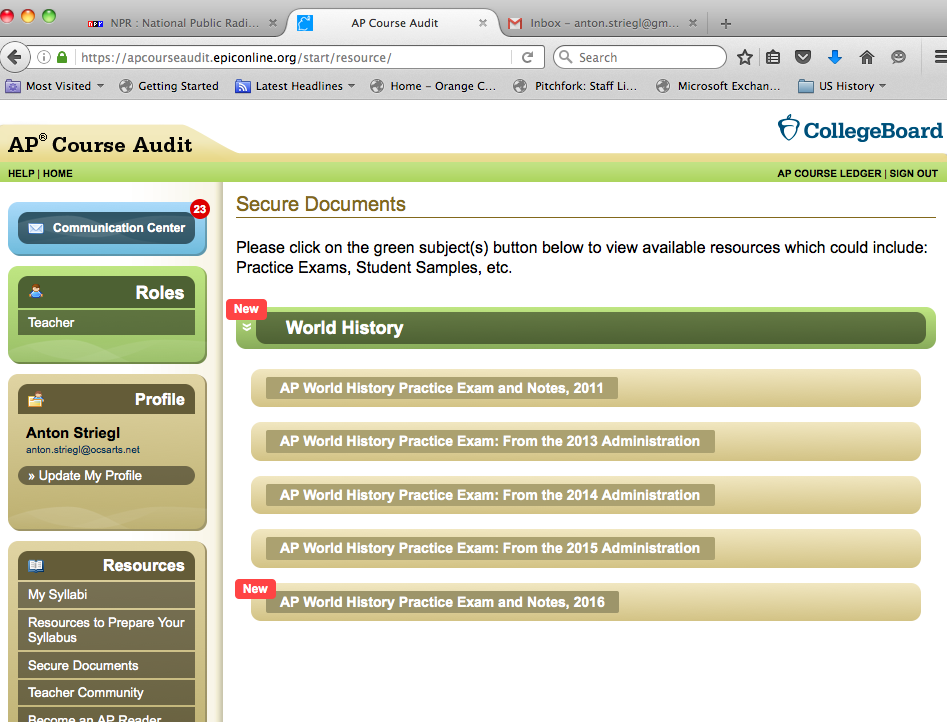 NPR : National Public Radi...
AP Course Audit
Inbox – anton.striegl@gm...
https://apcourseaudit.epiconline.org/start/resource/
Search
Most Visited
Getting Started
Latest Headlines
Home – Orange C...
Pitchfork: Staff Li...
Microsoft Exchan...
US History
AP® Course Audit
CollegeBoard
HELP | HOME
AP COURSE LEDGER | SIGN OUT
23
Communication Center
Roles
Teacher
Profile
Anton Striegl
anton.striegl@ocsarts.net
» Update My Profile
Resources
My Syllabi
Resources to Prepare Your
Syllabus
Secure Documents
Teacher Community
Become an AP Reader
Secure Documents
Please click on the green subject(s) button below to view available resources which could include:
Practice Exams, Student Samples, etc.
New
World History
AP World History Practice Exam and Notes, 2011
AP World History Practice Exam: From the 2013 Administration
AP World History Practice Exam: From the 2014 Administration
AP World History Practice Exam: From the 2015 Administration
New
AP World History Practice Exam and Notes, 2016